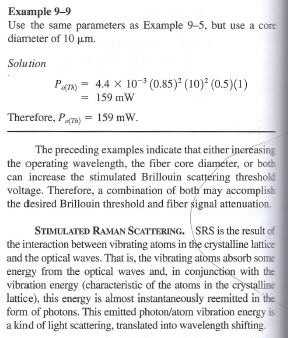 Example 9–9
Use the same parameters as Example 9–5, but use a core
diameter of 10 μm.
Solution
P₀(Th) = 4.4 × 10⁻³ (0.85)² (10)² (0.5)(1)
= 159 mW
Therefore, P₀(Th) = 159 mW.
The preceding examples indicate that either increasing
the operating wavelength, the fiber core diameter, or both
can increase the stimulated Brillouin scattering threshold
voltage. Therefore, a combination of both may accomplish
the desired Brillouin threshold and fiber signal attenuation.
STIMULATED RAMAN SCATTERING. SRS is the result of
the interaction between vibrating atoms in the crystalline lattice
and the optical waves. That is, the vibrating atoms absorb some
energy from the optical waves and, in conjunction with the
vibration energy (characteristic of the atoms in the crystalline
lattice), this energy is almost instantaneously reemitted in the
form of photons. This emitted photon/atom vibration energy is
a kind of light scattering, translated into wavelength shifting.